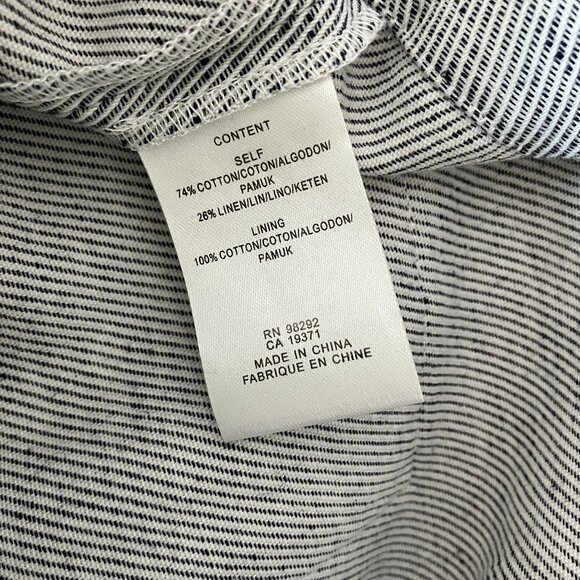 CONTENT
SELF
74% COTTON/COTON/ALGODON/
PAMUK
26% LINEN/LIN/LINO/KETEN
LINING
100% COTTON/COTON/ALGODON/
PAMUK
RN 98292
CA 19371
MADE IN CHINA
FABRIQUE EN CHINE